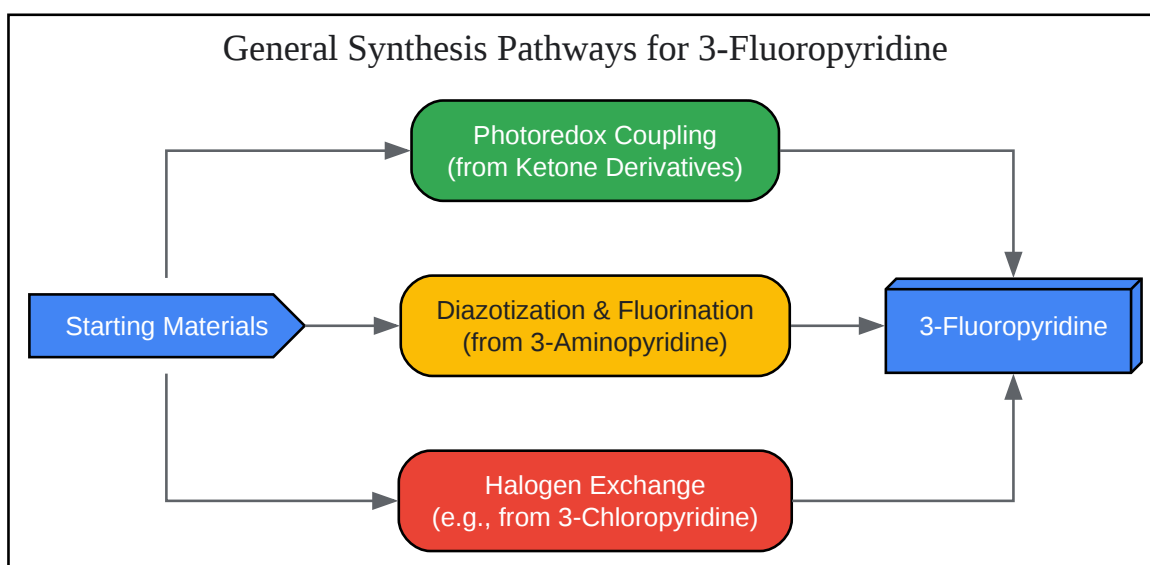 General Synthesis Pathways for 3-Fluoropyridine
Photoredox Coupling
(from Ketone Derivatives)
Starting Materials
Diazotization & Fluorination
(from 3-Aminopyridine)
3-Fluoropyridine
Halogen Exchange
(e.g., from 3-Chloropyridine)